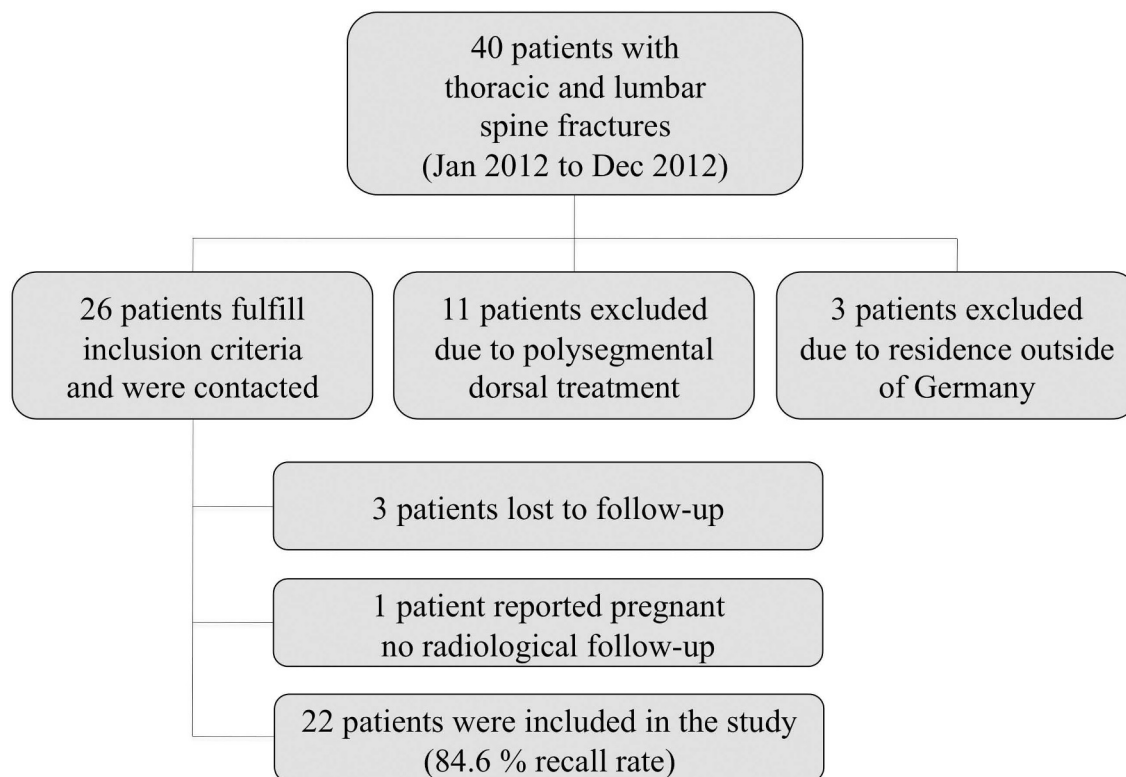 40 patients with
thoracic and lumbar
spine fractures
(Jan 2012 to Dec 2012)
26 patients fulfill
inclusion criteria
and were contacted
11 patients excluded
due to polysegmental
dorsal treatment
3 patients excluded
due to residence outside
of Germany
3 patients lost to follow-up
1 patient reported pregnant
no radiological follow-up
22 patients were included in the study
(84.6 % recall rate)